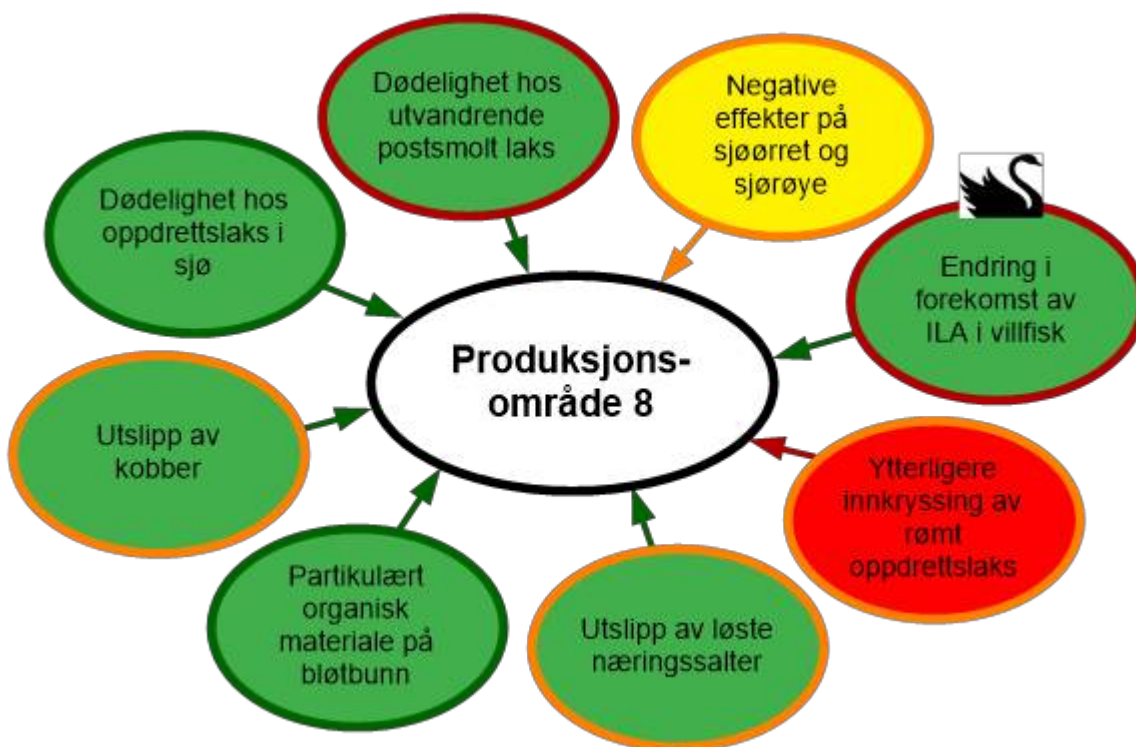 Dødelighet hos
utvandrende
postsmolt laks
Negative
effekter på
sjøørret og
sjørøye
Dødelighet hos
oppdrettslaks i
sjø
Endring i
forekomst av
ILA i villfisk
Produksjons-
område 8
Utslipp av
kobber
Ytterligere
innkryssing av
rømt
oppdrettslaks
Partikulært
organisk
materiale på
bløtbunn
Utslipp av løste
næringssalter